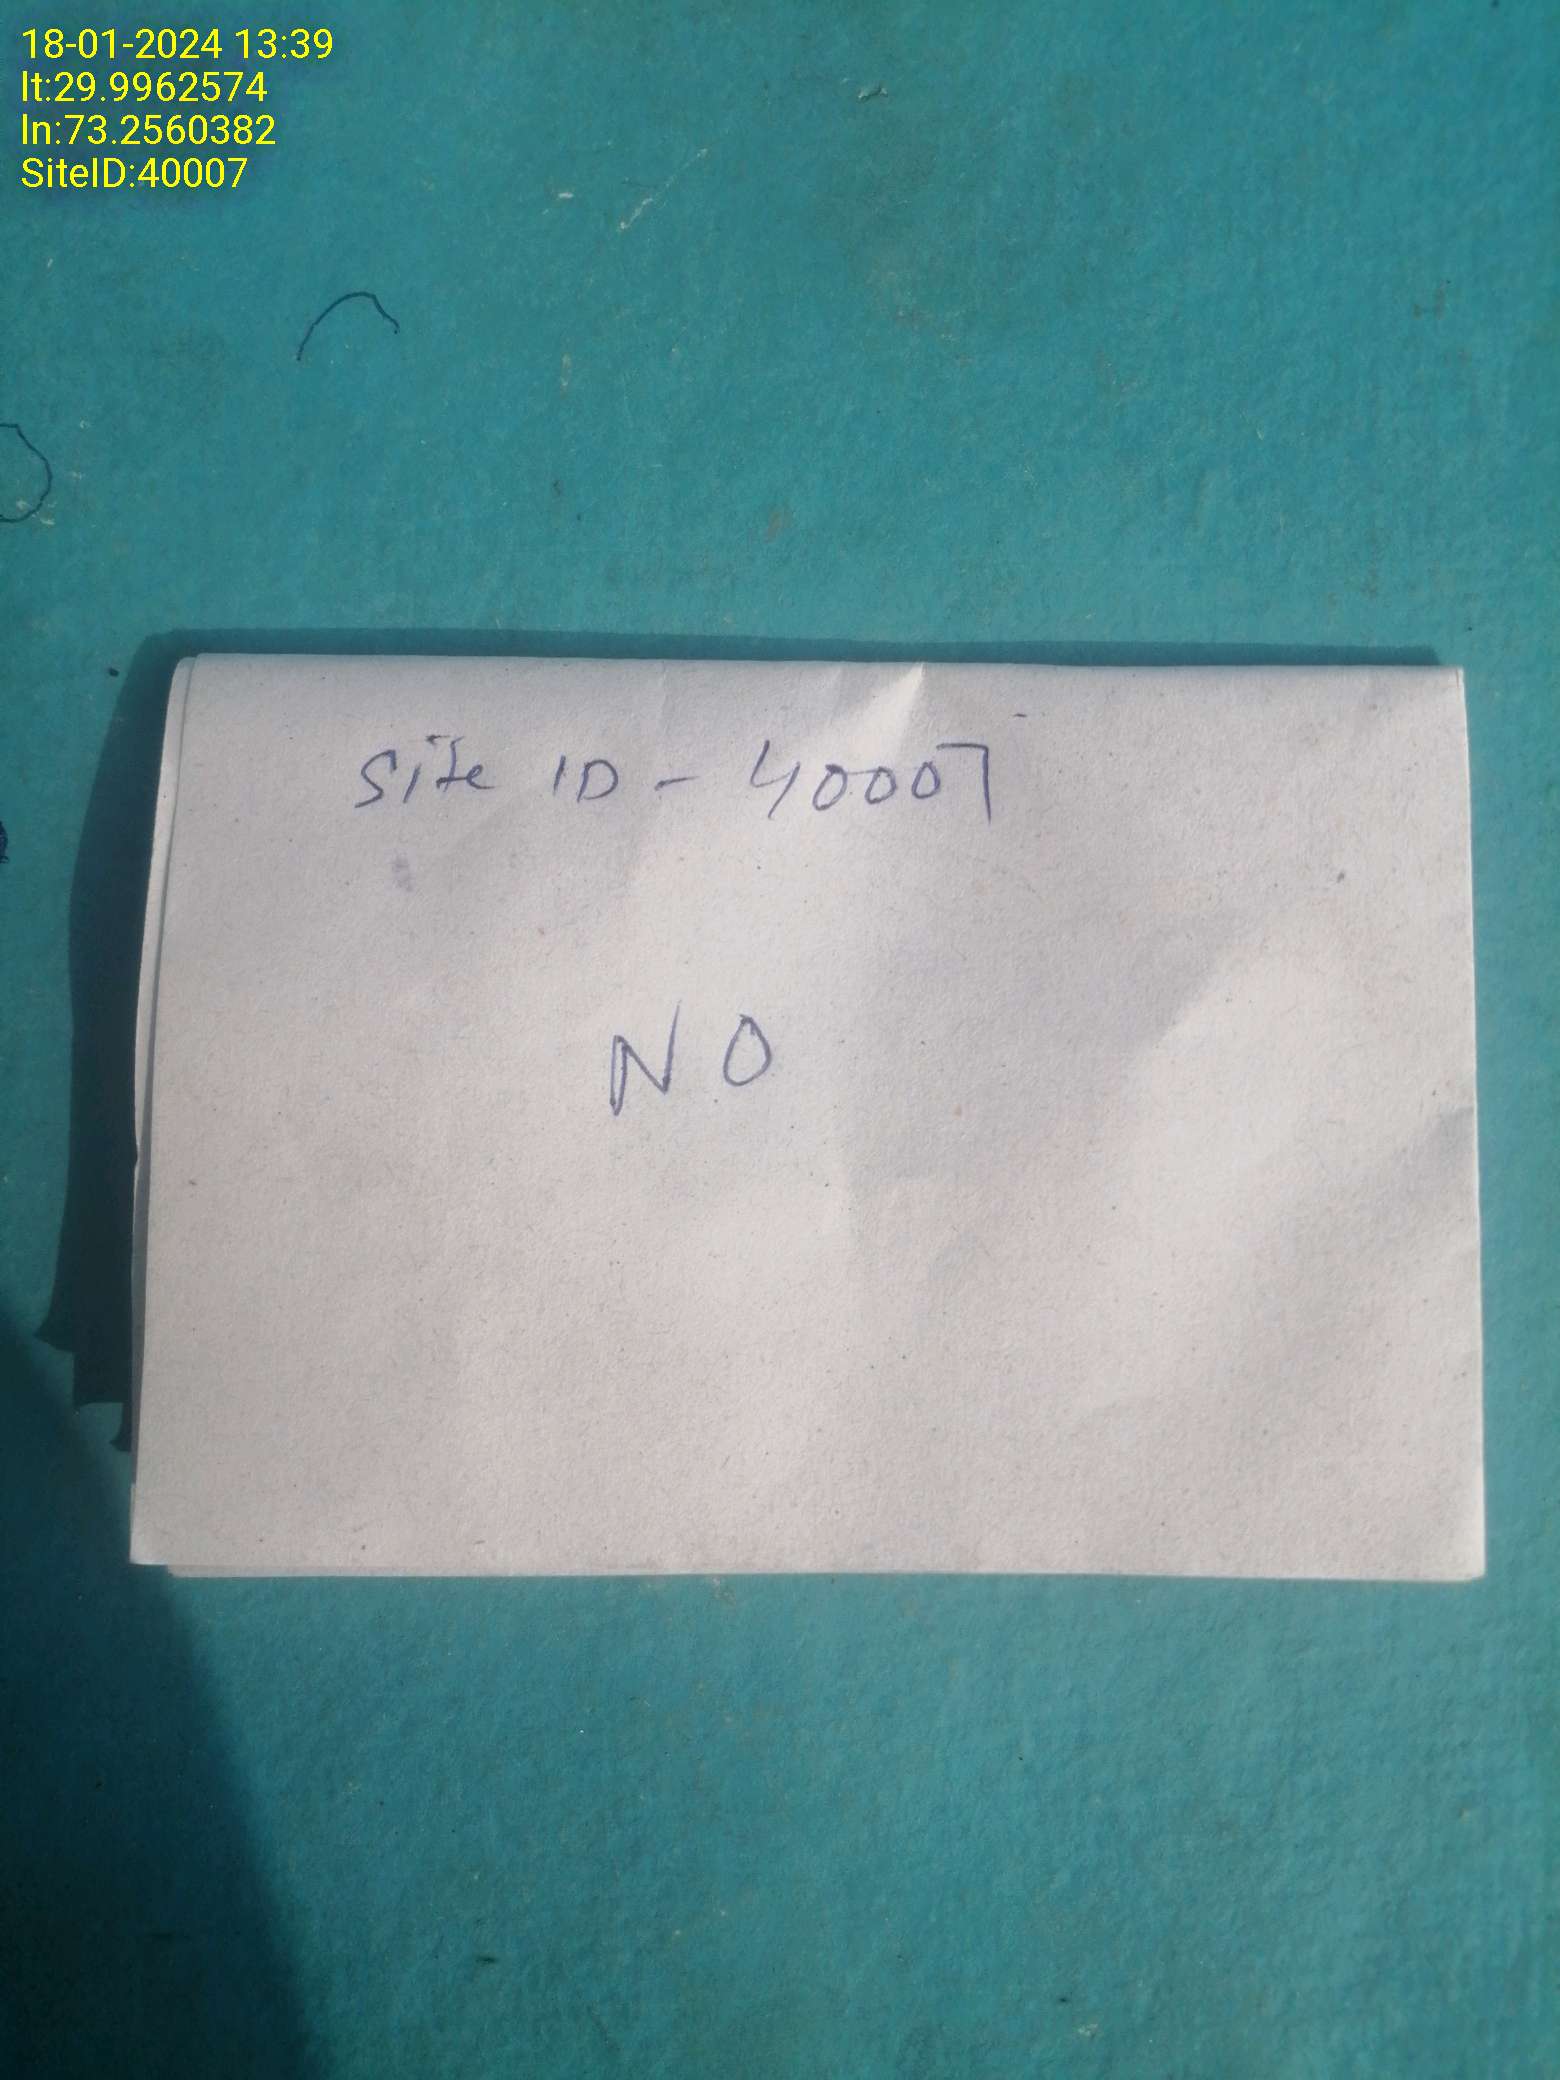 18-01-2024 13:39
lt:29.9962574
ln:73.2560382
SiteID:40007
Site ID - 40007
NO